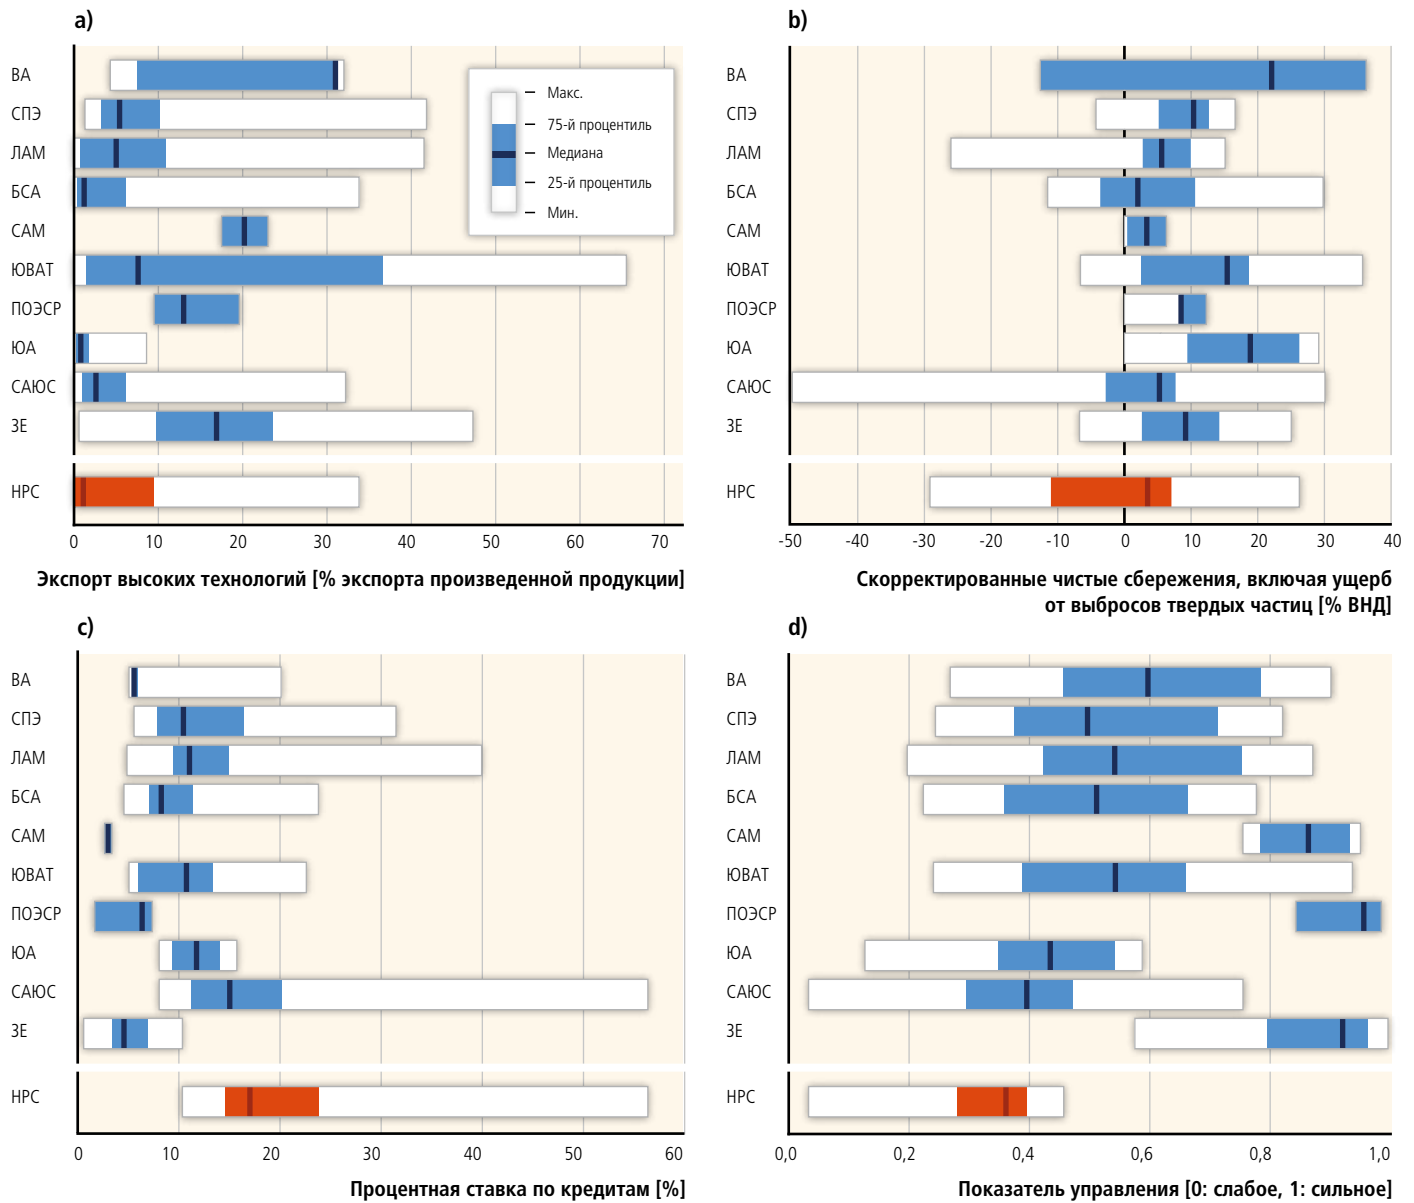 a)
ВА
СПЭ
ЛАМ
БСА
САМ
ЮВАТ
ПОЭСР
ЮА
САЮС
ЗЕ
НРС
Макс.
75-й процентиль
Медиана
25-й процентиль
Мин.
0 10 20 30 40 50 60 70
Экспорт высоких технологий [% экспорта произведенной продукции]
b)
ВА
СПЭ
ЛАМ
БСА
САМ
ЮВАТ
ПОЭСР
ЮА
САЮС
ЗЕ
НРС
-50 -40 -30 -20 -10 0 10 20 30 40
Скорректированные чистые сбережения, включая ущерб
от выбросов твердых частиц [% ВНД]
c)
ВА
СПЭ
ЛАМ
БСА
САМ
ЮВАТ
ПОЭСР
ЮА
САЮС
ЗЕ
НРС
0 10 20 30 40 50 60
Процентная ставка по кредитам [%]
d)
ВА
СПЭ
ЛАМ
БСА
САМ
ЮВАТ
ПОЭСР
ЮА
САЮС
ЗЕ
НРС
0,0 0,2 0,4 0,6 0,8 1,0
Показатель управления [0: слабое, 1: сильное]